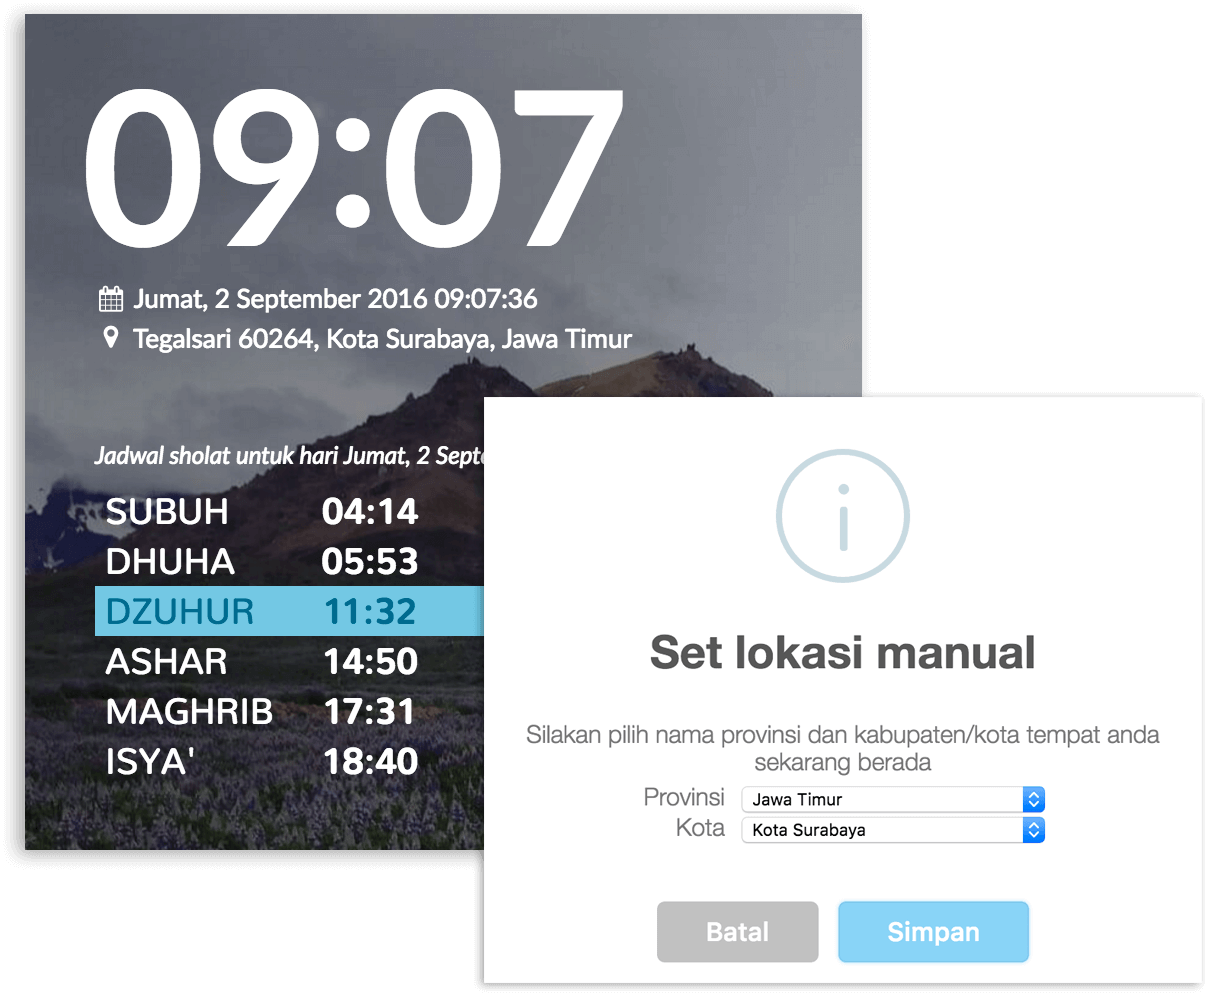 09:07
Jumat, 2 September 2016 09:07:36
Tegalsari 60264, Kota Surabaya, Jawa Timur
Jadwal sholat untuk hari Jumat, 2
SUBUH 04:14
DHUHA 05:53
DZUHUR 11:32
ASHAR 14:50
MAGHRIB 17:31
ISYA' 18:40
Set lokasi manual
Silakan pilih nama provinsi dan kabupaten/kota tempat anda
sekarang berada
Provinsi Jawa Timur
Kota Kota Surabaya
Batal Simpan